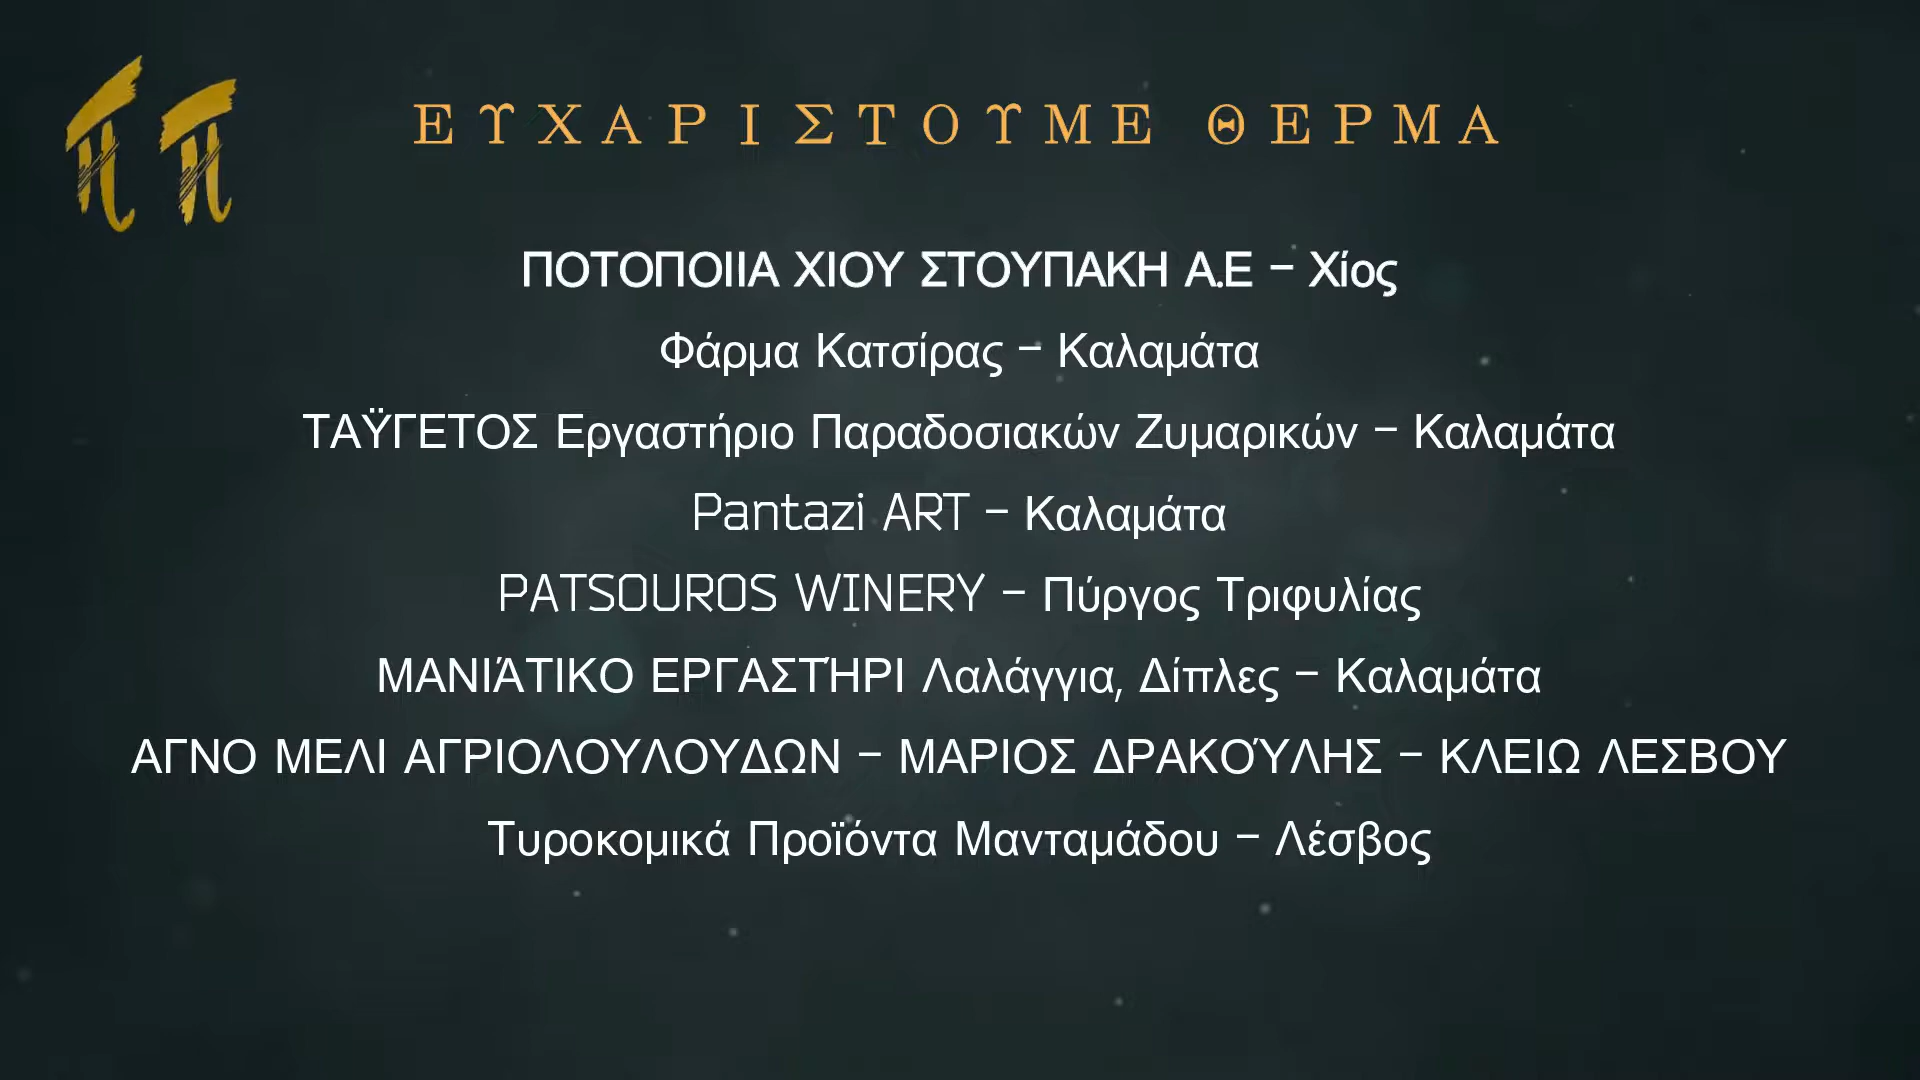 ΠΠ
ΕΥΧΑΡΙΣΤΟΥΜΕ ΘΕΡΜΑ
ΠΟΤΟΠΟΙΙΑ ΧΙΟΥ ΣΤΟΥΠΑΚΗ Α.Ε – Χίος
Φάρμα Κατσίρας – Καλαμάτα
ΤΑΫΓΕΤΟΣ Εργαστήριο Παραδοσιακών Ζυμαρικών – Καλαμάτα
Pantazi ART – Καλαμάτα
PATSOUROS WINERY – Πύργος Τριφυλίας
ΜΑΝΙΆΤΙΚΟ ΕΡΓΑΣΤΉΡΙ Λαλάγγια, Δίπλες – Καλαμάτα
ΑΓΝΟ ΜΕΛΙ ΑΓΡΙΟΛΟΥΛΟΥΔΩΝ – ΜΑΡΙΟΣ ΔΡΑΚΟΎΛΗΣ – ΚΛΕΙΩ ΛΕΣΒΟΥ
Τυροκομικά Προϊόντα Μανταμάδου – Λέσβος